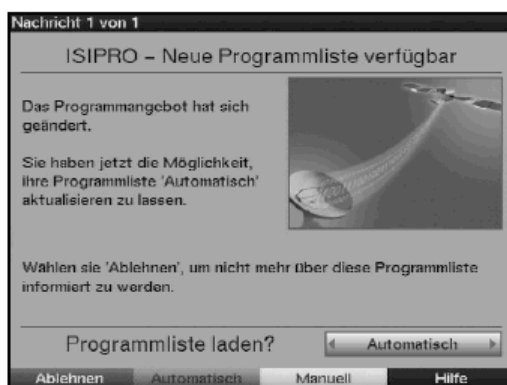 Nachricht 1 von 1
ISIPRO – Neue Programmliste verfügbar
Das Programmangebot hat sich
geändert.
Sie haben jetzt die Möglichkeit,
ihre Programmliste 'Automatisch'
aktualisieren zu lassen.
Wählen sie 'Ablehnen', um nicht mehr über diese Programmliste
informiert zu werden.
Programmliste laden?
Automatisch
Ablehnen Automatisch Manuell Hilfe